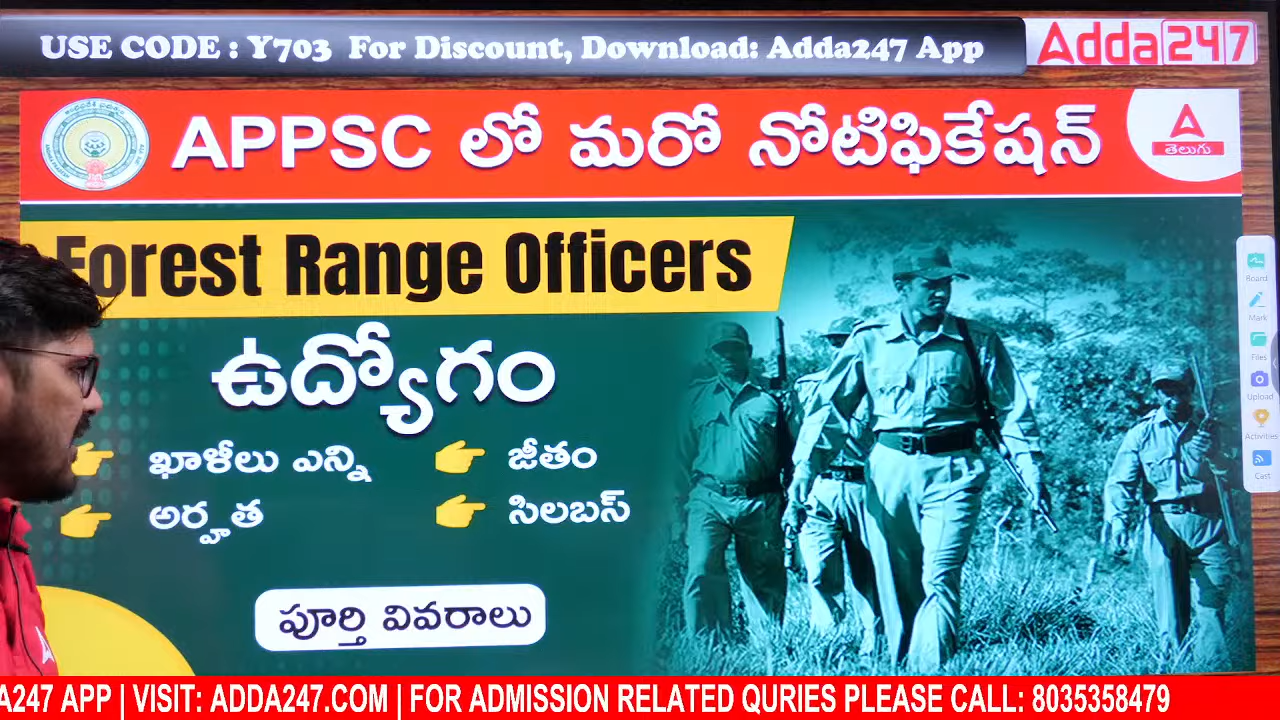 USE CODE : Y703 For Discount, Download: Adda247 App
Adda247
APPSC లో మరో నోటిఫికేషన్
తెలుగు
Forest Range Officers
ఉద్యోగం
ఖాళీలు ఎన్ని
జీతం
అర్హత
సిలబస్
పూర్తి వివరాలు
Board
Mark
Files
Upload
Activities
Cast
A247 APP | VISIT: ADDA247.COM | FOR ADMISSION RELATED QURIES PLEASE CALL: 8035358479